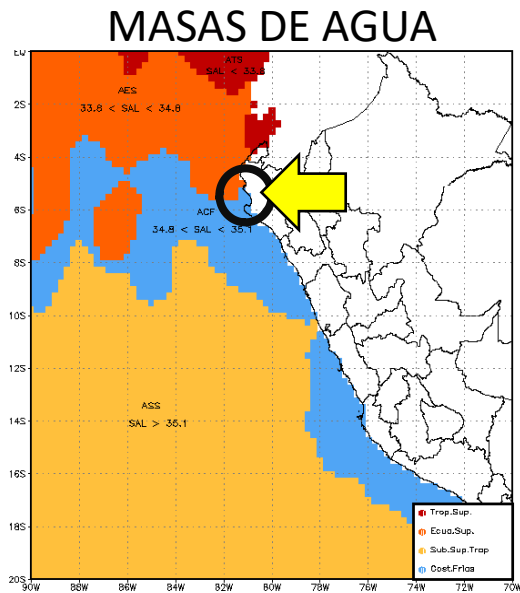 MASAS DE AGUA
EQ
ATS
SAL < 33.8
AES
33.8 < SAL < 34.8
2S
4S
6S
ACF
34.8 < SAL < 35.1
8S
10S
12S
ASS
SAL > 35.1
14S
16S
18S
20S
Trop.Sup.
Ecua.Sup.
Sub.Sup.Trop
Cost.Frias
90W 88W 86W 84W 82W 80W 78W 76W 74W 72W 70W